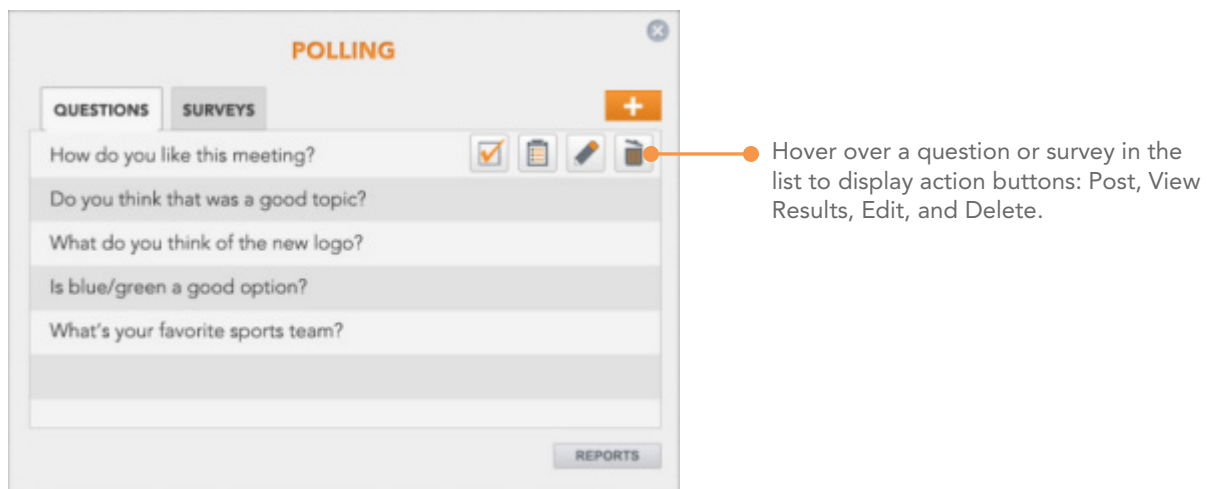 POLLING
QUESTIONS SURVEYS
How do you like this meeting?
Do you think that was a good topic?
What do you think of the new logo?
Is blue/green a good option?
What's your favorite sports team?
REPORTS
Hover over a question or survey in the
list to display action buttons: Post, View
Results, Edit, and Delete.